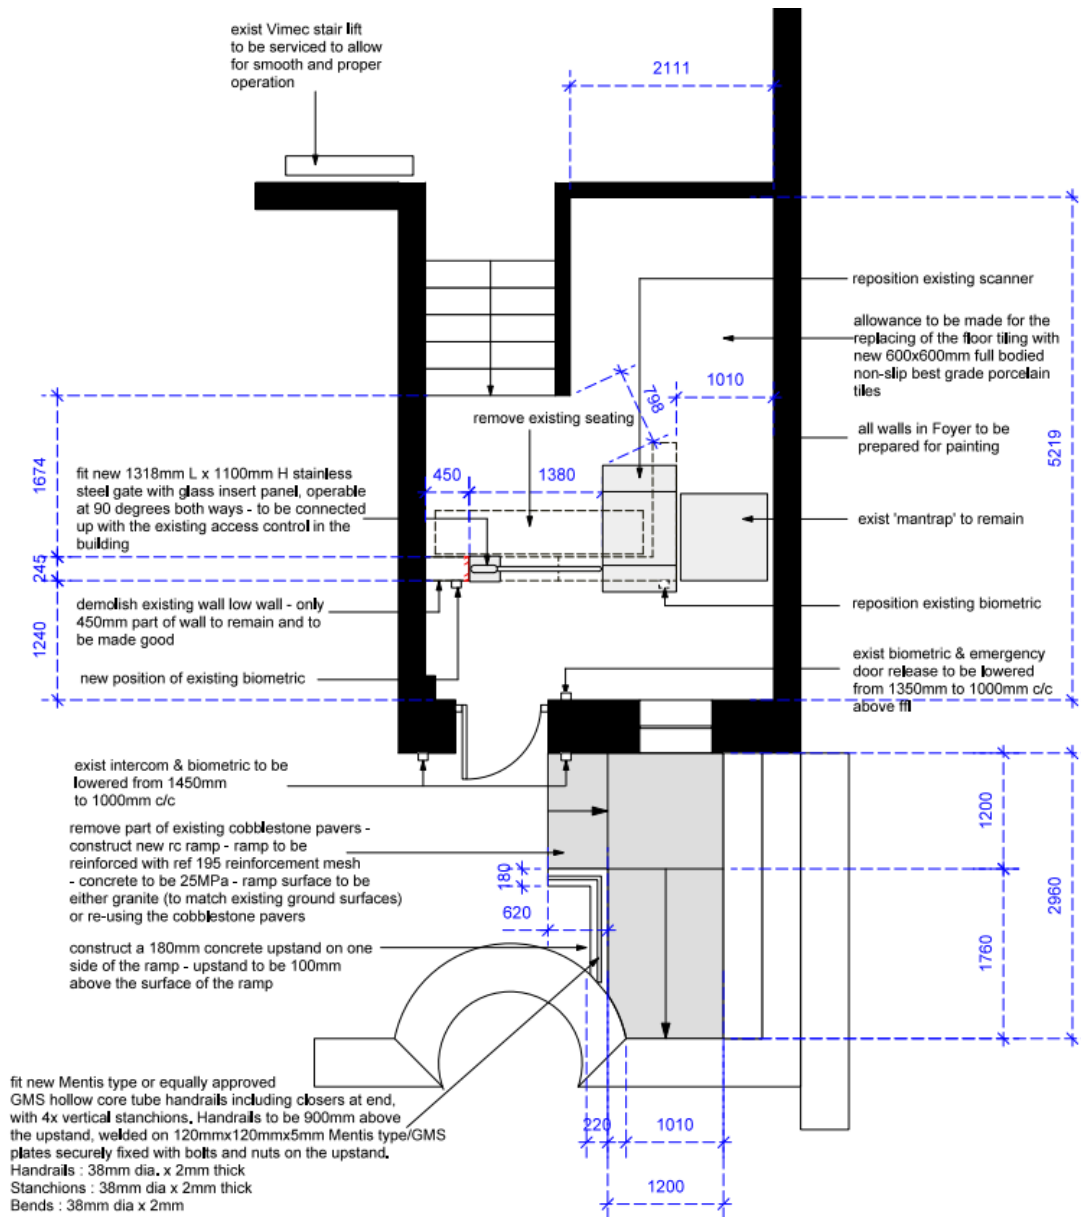 exist Vimec stair lift
to be serviced to allow
for smooth and proper
operation
2111
reposition existing scanner
allowance to be made for the
replacing of the floor tiling with
new 600x600mm full bodied
non-slip best grade porcelain
tiles
1010
798
remove existing seating
all walls in Foyer to be
prepared for painting
5219
1674
fit new 1318mm L x 1100mm H stainless
steel gate with glass insert panel, operable
at 90 degrees both ways - to be connected
up with the existing access control in the
building
450
1380
exist 'mantrap' to remain
245
demolish existing wall low wall - only
450mm part of wall to remain and to
be made good
reposition existing biometric
1240
new position of existing biometric
exist biometric & emergency
door release to be lowered
from 1350mm to 1000mm c/c
above ffl
exist intercom & biometric to be
lowered from 1450mm
to 1000mm c/c
1200
remove part of existing cobblestone pavers -
construct new rc ramp - ramp to be
reinforced with ref 195 reinforcement mesh
- concrete to be 25MPa - ramp surface to be
either granite (to match existing ground surfaces)
or re-using the cobblestone pavers
180
620
2960
1760
construct a 180mm concrete upstand on one
side of the ramp - upstand to be 100mm
above the surface of the ramp
fit new Mentis type or equally approved
GMS hollow core tube handrails including closers at end,
with 4x vertical stanchions. Handrails to be 900mm above
the upstand, welded on 120mmx120mmx5mm Mentis type/GMS
plates securely fixed with bolts and nuts on the upstand.
Handrails : 38mm dia. x 2mm thick
Stanchions : 38mm dia x 2mm thick
Bends : 38mm dia x 2mm
220
1010
1200